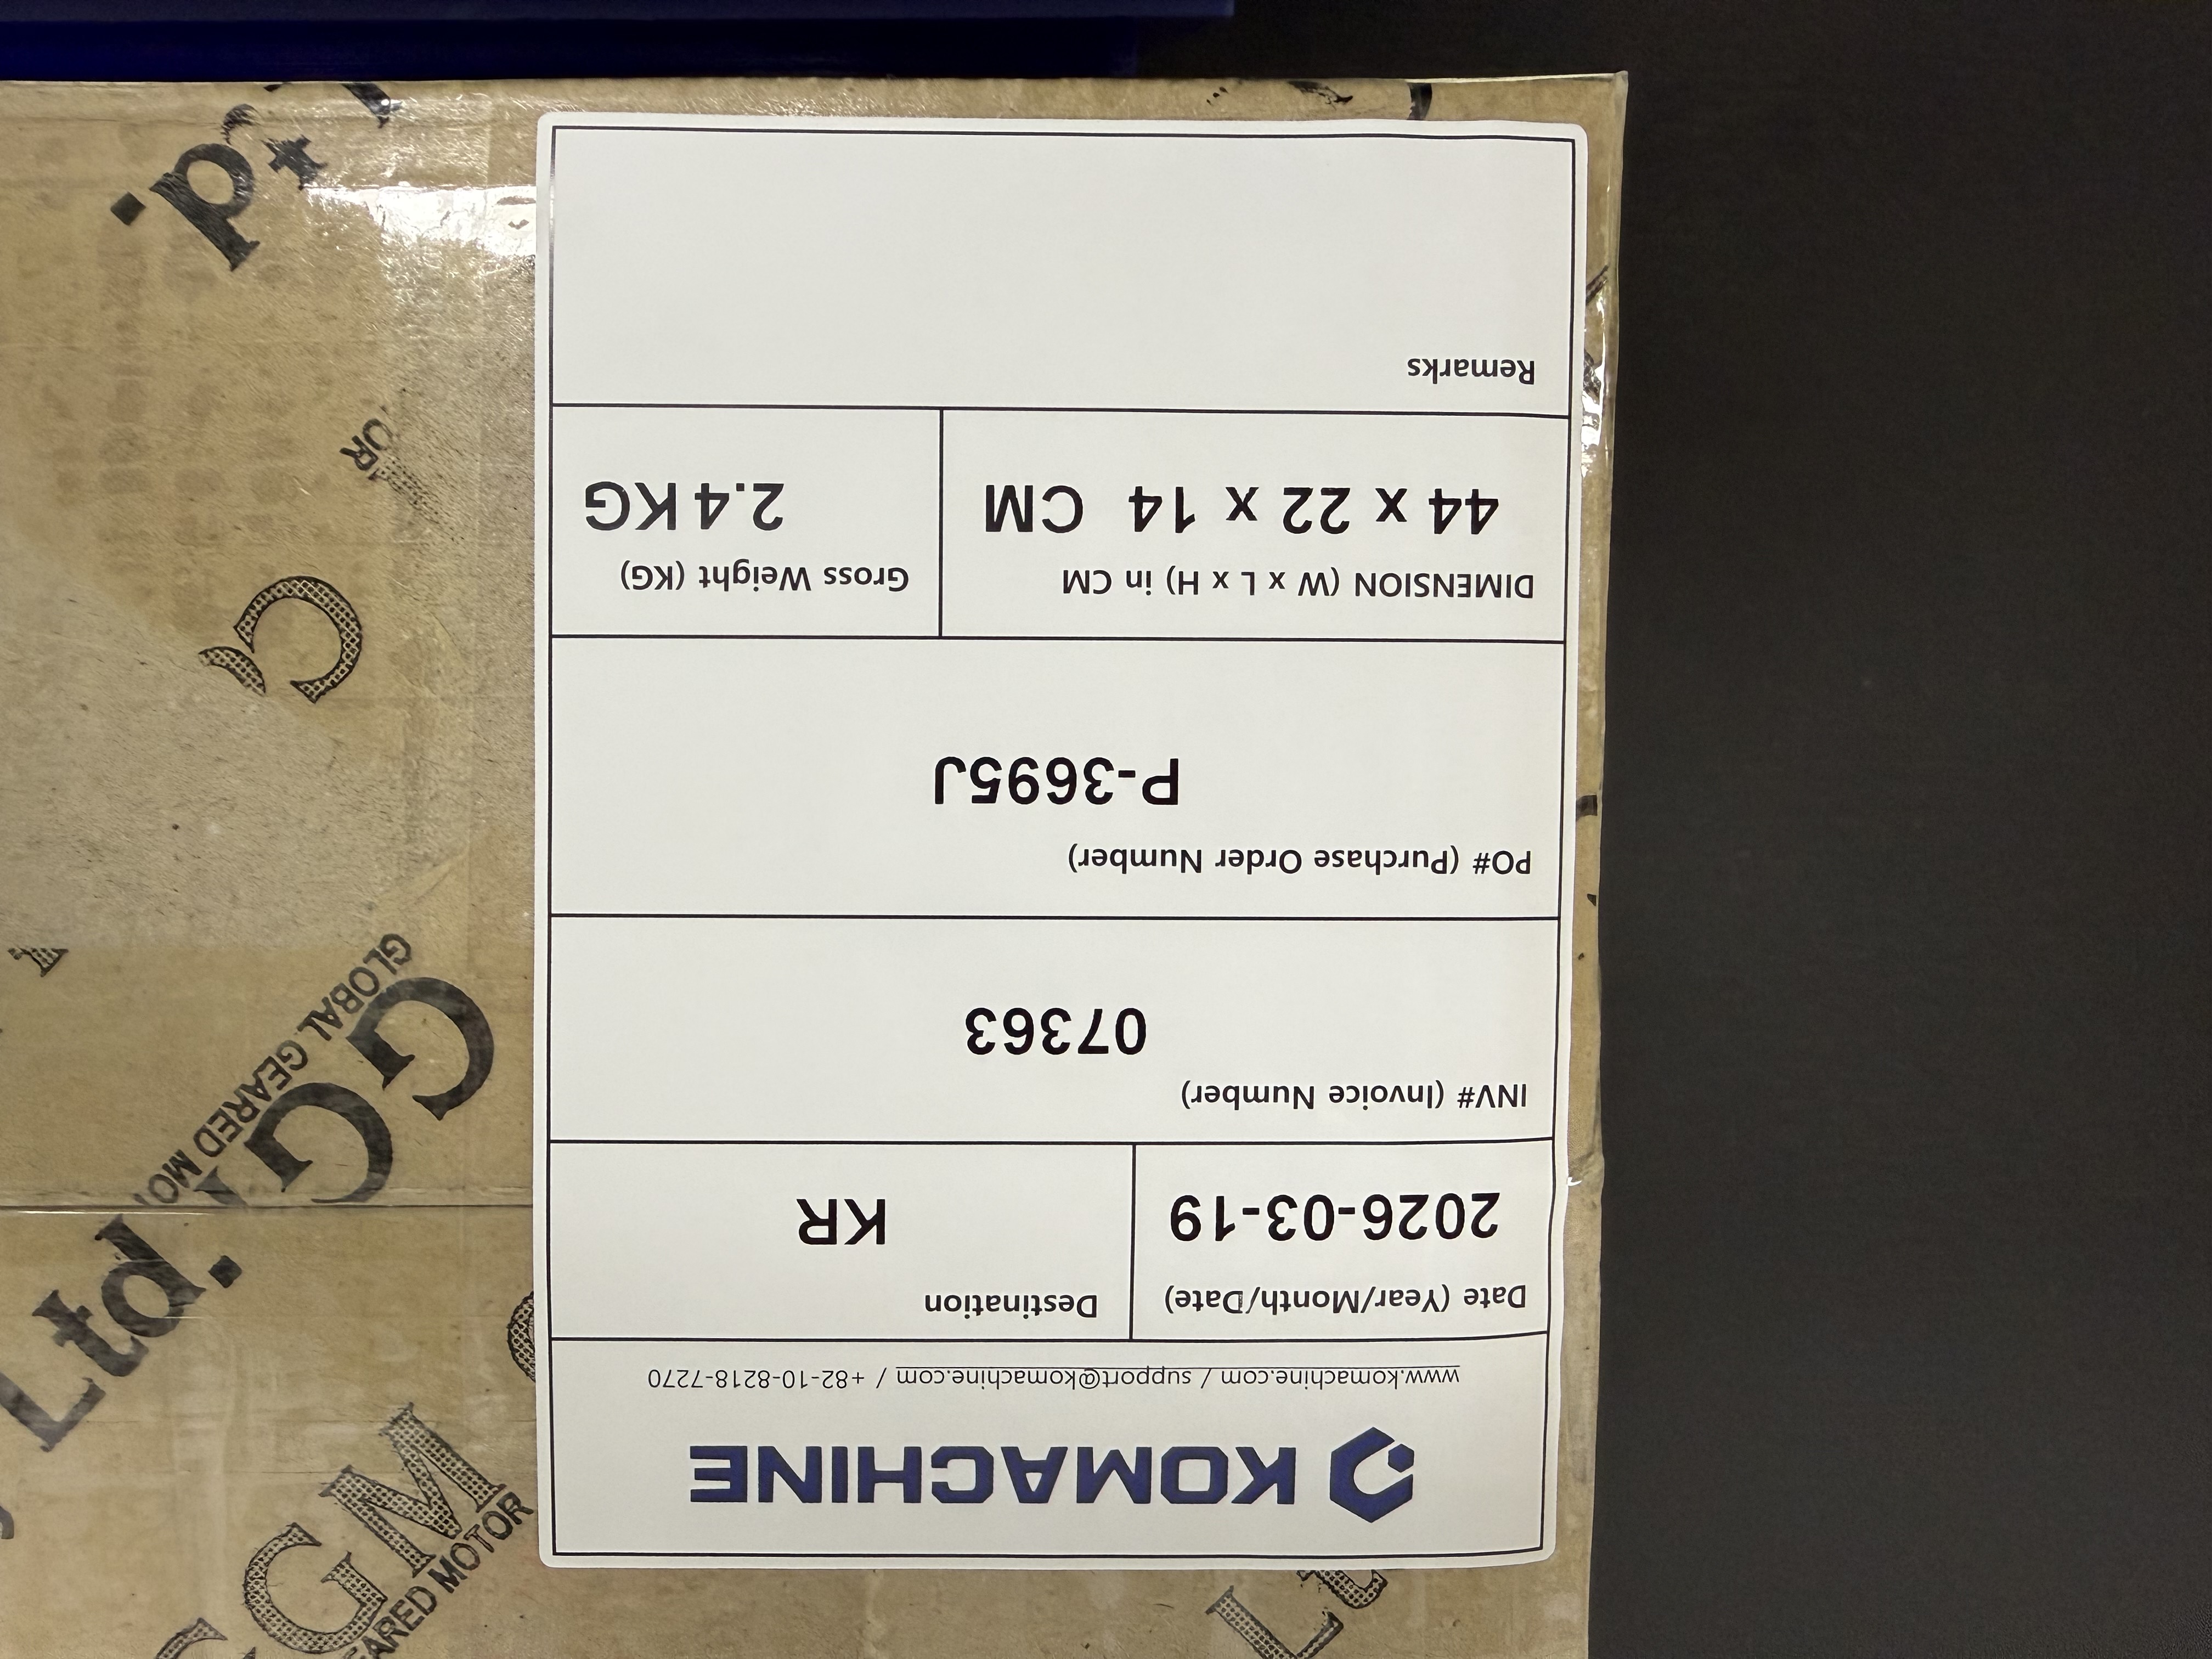 KOMACHINE
www.komachine.com / support@komachine.com / +82-10-8218-7270
Date (Year/Month/Date)
2026-03-19
Destination
KR
INV# (Invoice Number)
07363
PO# (Purchase Order Number)
P-3695J
DIMENSION (W x L x H) in CM
44 x 22 x 14 CM
Gross Weight (KG)
2.4 KG
Remarks
Ltd.
GGM
GLOBAL GEARED
Ltd.
GGM
MOTOR